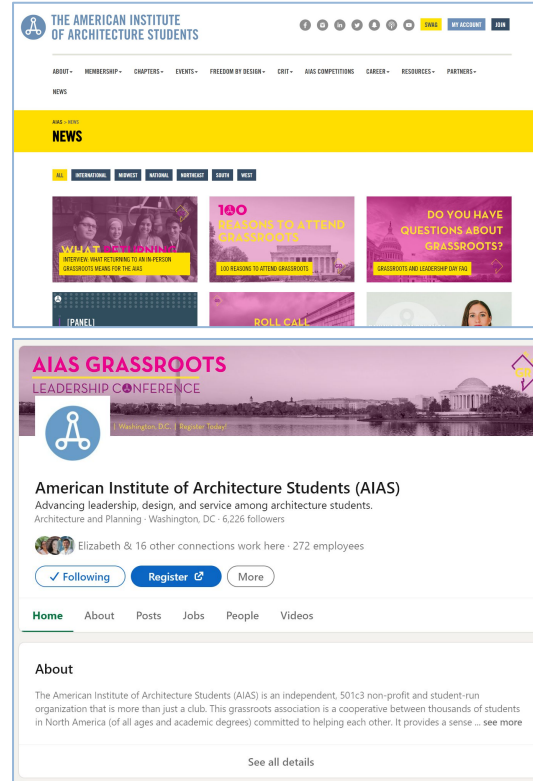 THE AMERICAN INSTITUTE
OF ARCHITECTURE STUDENTS
SWAG MY ACCOUNT JOIN
ABOUT MEMBERSHIP CHAPTERS EVENTS FREEDOM BY DESIGN CRIT AIAS COMPETITIONS CAREER RESOURCES PARTNERS
NEWS
AIAS > NEWS
NEWS
ALL INTERNATIONAL MIDWEST NATIONAL NORTHEAST SOUTH WEST
WHAT RETURNING
INTERVIEW: WHAT RETURNING TO AN IN-PERSON
GRASSROOTS MEANS FOR THE AIAS
100
REASONS TO ATTEND
GRASSROOTS
100 REASONS TO ATTEND GRASSROOTS
DO YOU HAVE
QUESTIONS ABOUT
GRASSROOTS?
GRASSROOTS AND LEADERSHIP DAY FAQ
[PANEL]
ROLL CALL
AIAS GRASSROOTS
LEADERSHIP CONFERENCE
| Washington, D.C. | Register Today!
American Institute of Architecture Students (AIAS)
Advancing leadership, design, and service among architecture students.
Architecture and Planning · Washington, DC · 6,226 followers
Elizabeth & 16 other connections work here · 272 employees
✓ Following Register More
Home About Posts Jobs People Videos
About
The American Institute of Architecture Students (AIAS) is an independent, 501c3 non-profit and student-run
organization that is more than just a club. This grassroots association is a cooperative between thousands of students
in North America (of all ages and academic degrees) committed to helping each other. It provides a sense ... see more
See all details